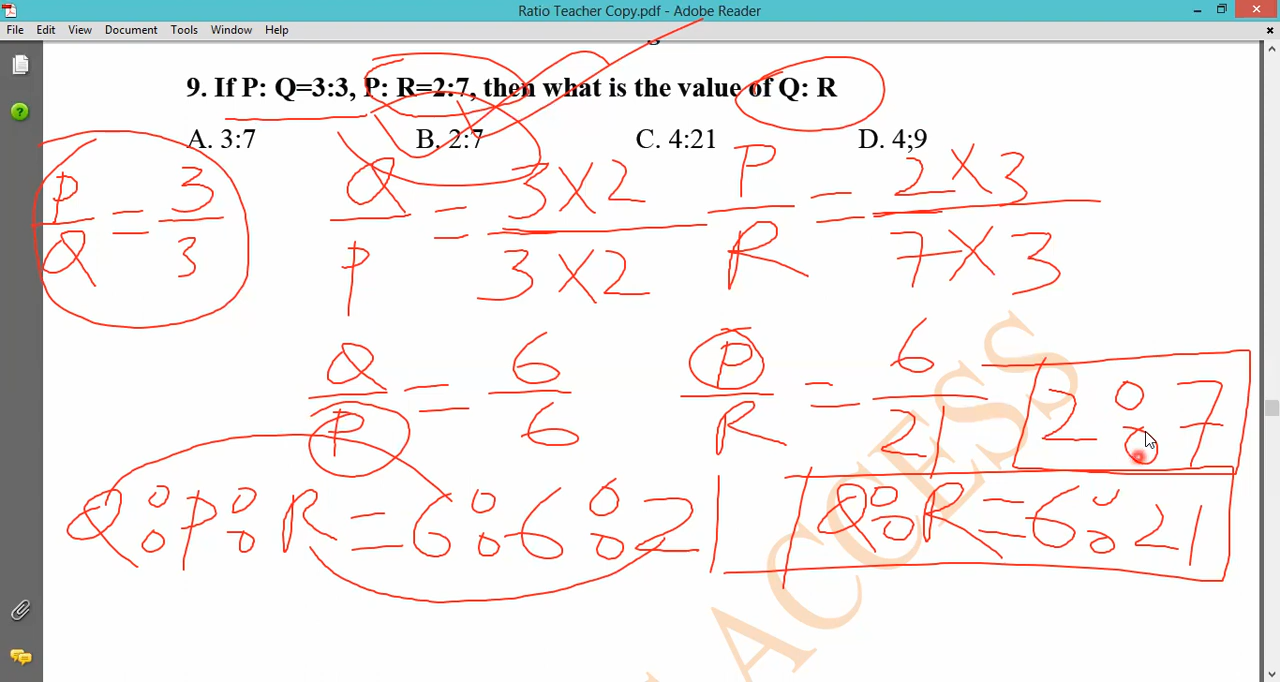 Ratio Teacher Copy.pdf - Adobe Reader
File Edit View Document Tools Window Help
9. If P: Q=3:3, P: R=2:7, then what is the value of Q: R
A. 3:7 B. 2:7 C. 4:21 D. 4;9
P/Q = 3/3 Q/P = 3X2/3X2 P/R = 2X3/7X3
Q/P = 6/6 P/R = 6/21 2:7
Q:P:R=6:6:21 Q:R=6:21
ACCESS